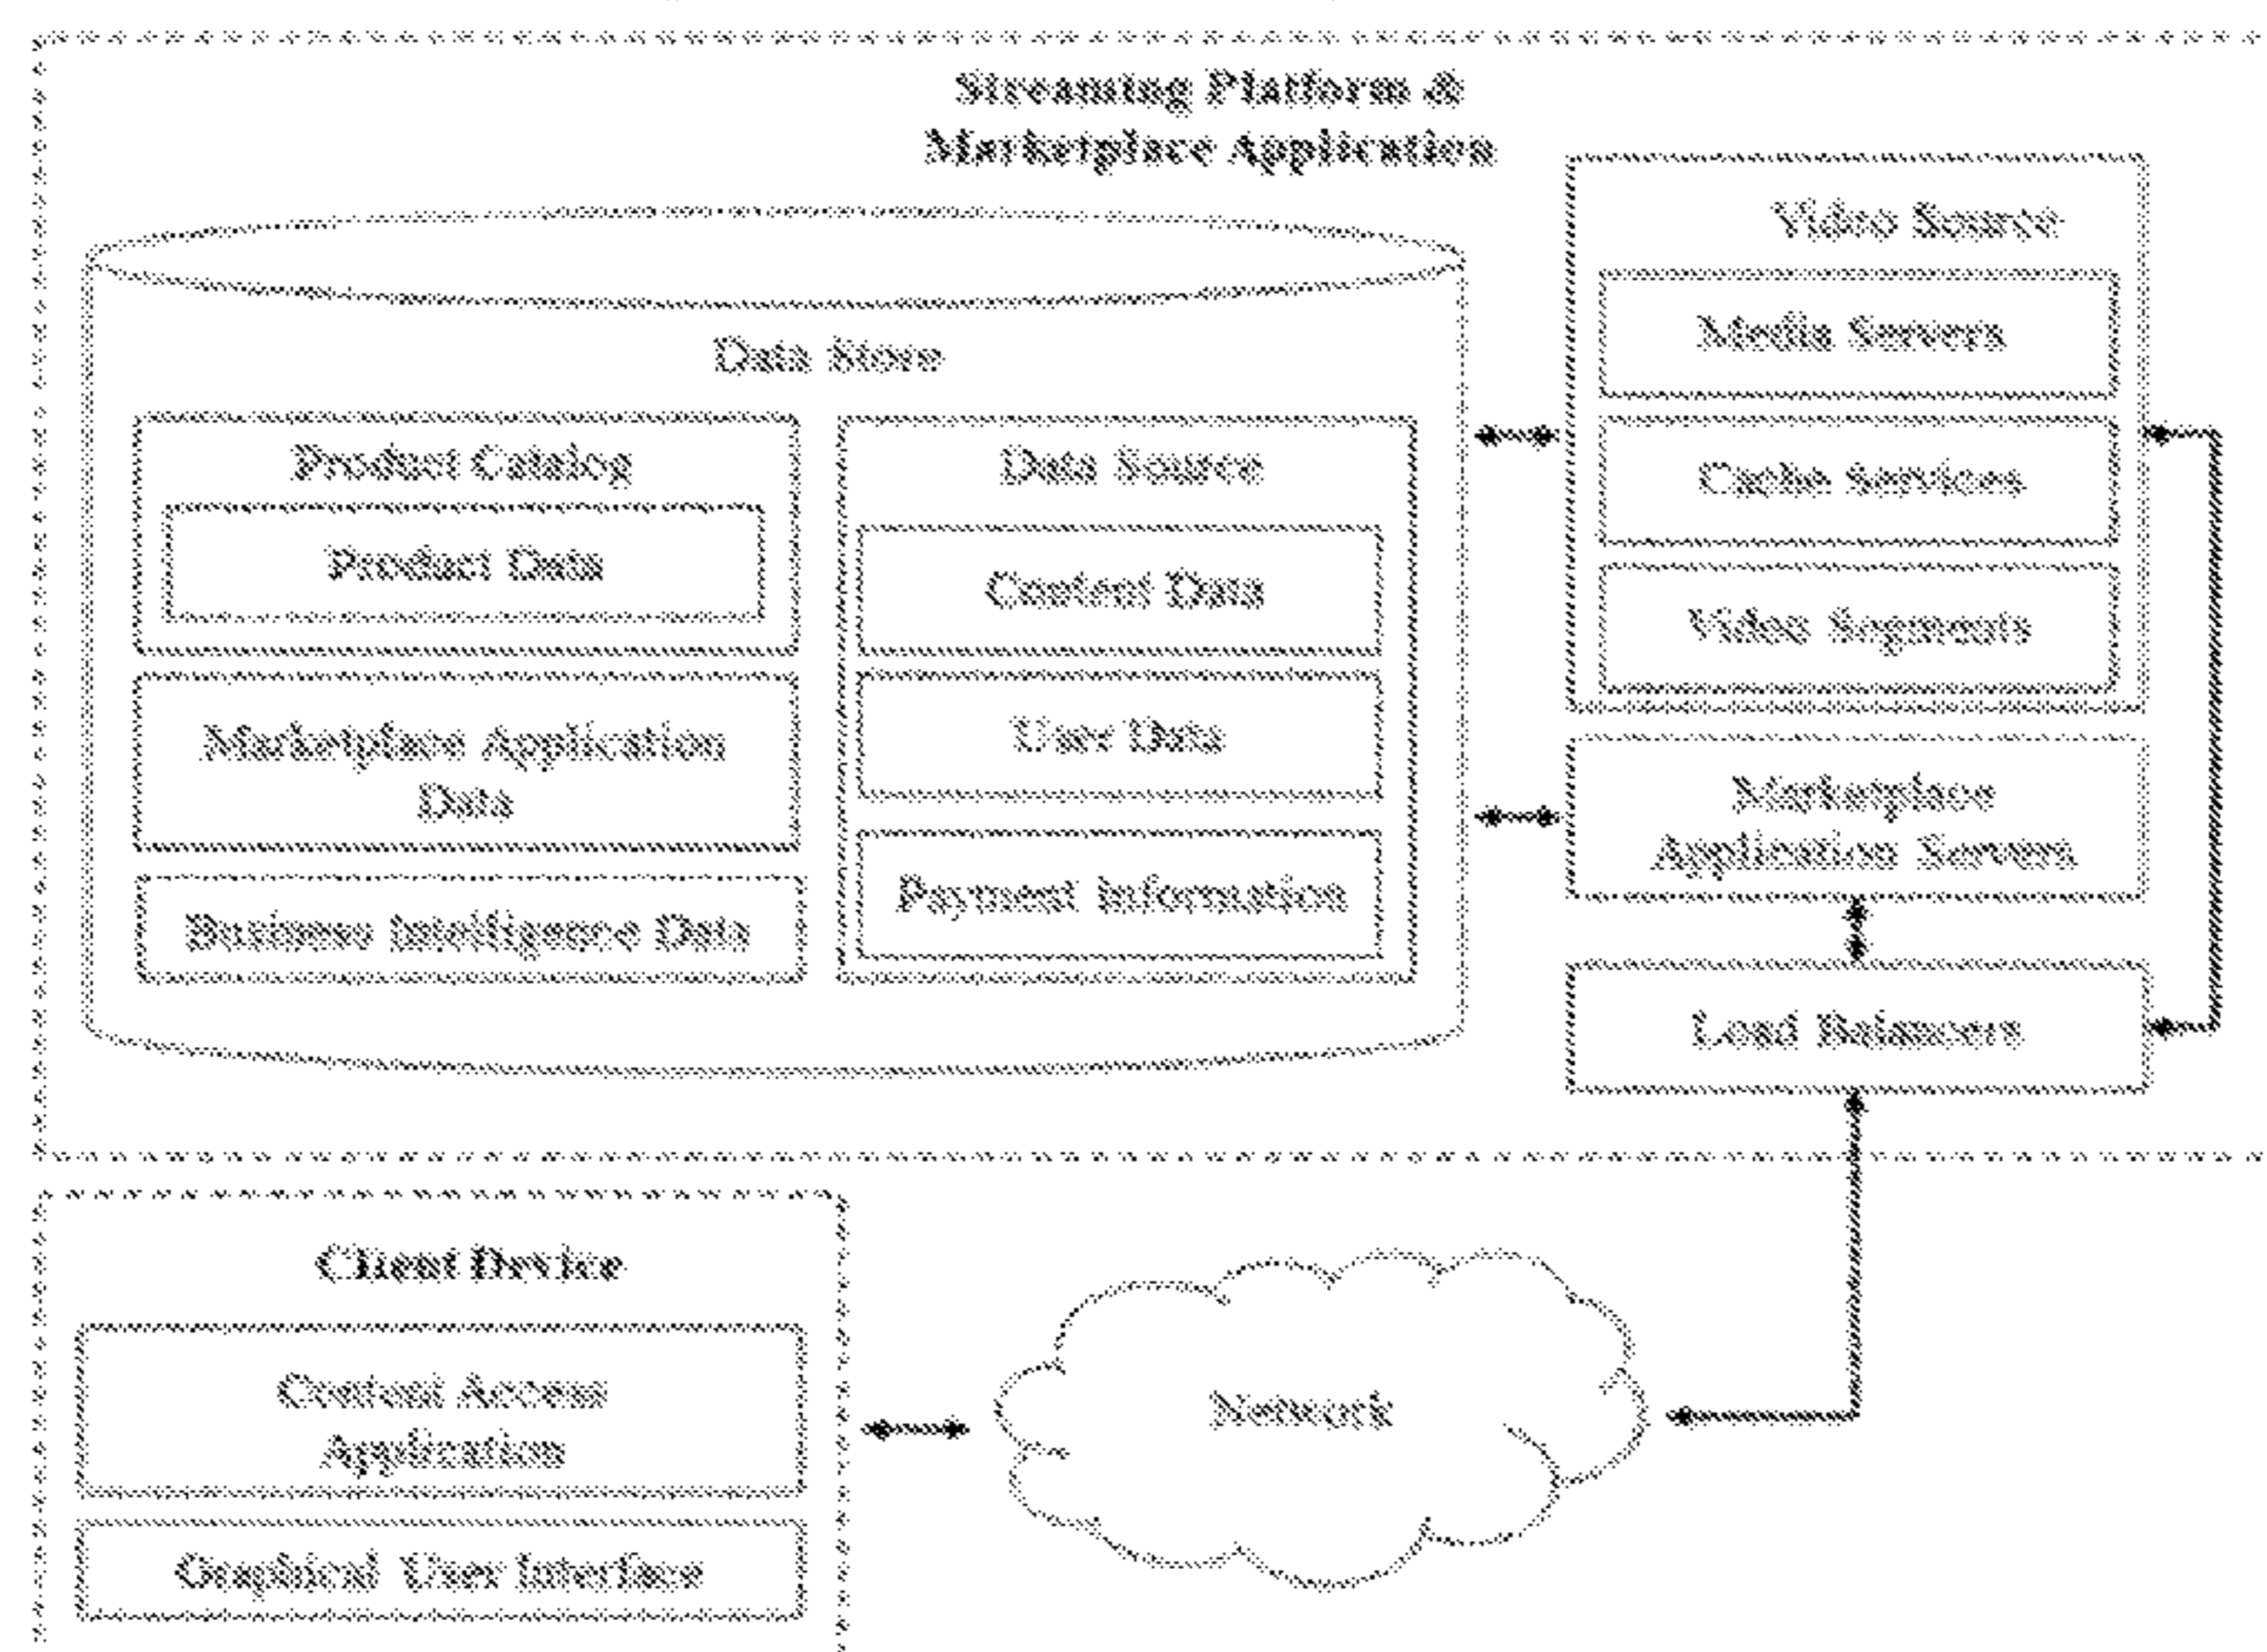 Streaming Platform &
Marketplace Application
Data Store
Product Catalog
Product Data
Marketplace Application
Data
Business Intelligence Data
Data Source
Content Data
User Data
Payment Information
Video Source
Media Servers
Cache Services
Video Segments
Marketplace
Application Servers
Load Balancers
Client Device
Content Access
Application
Graphical User Interface
Network